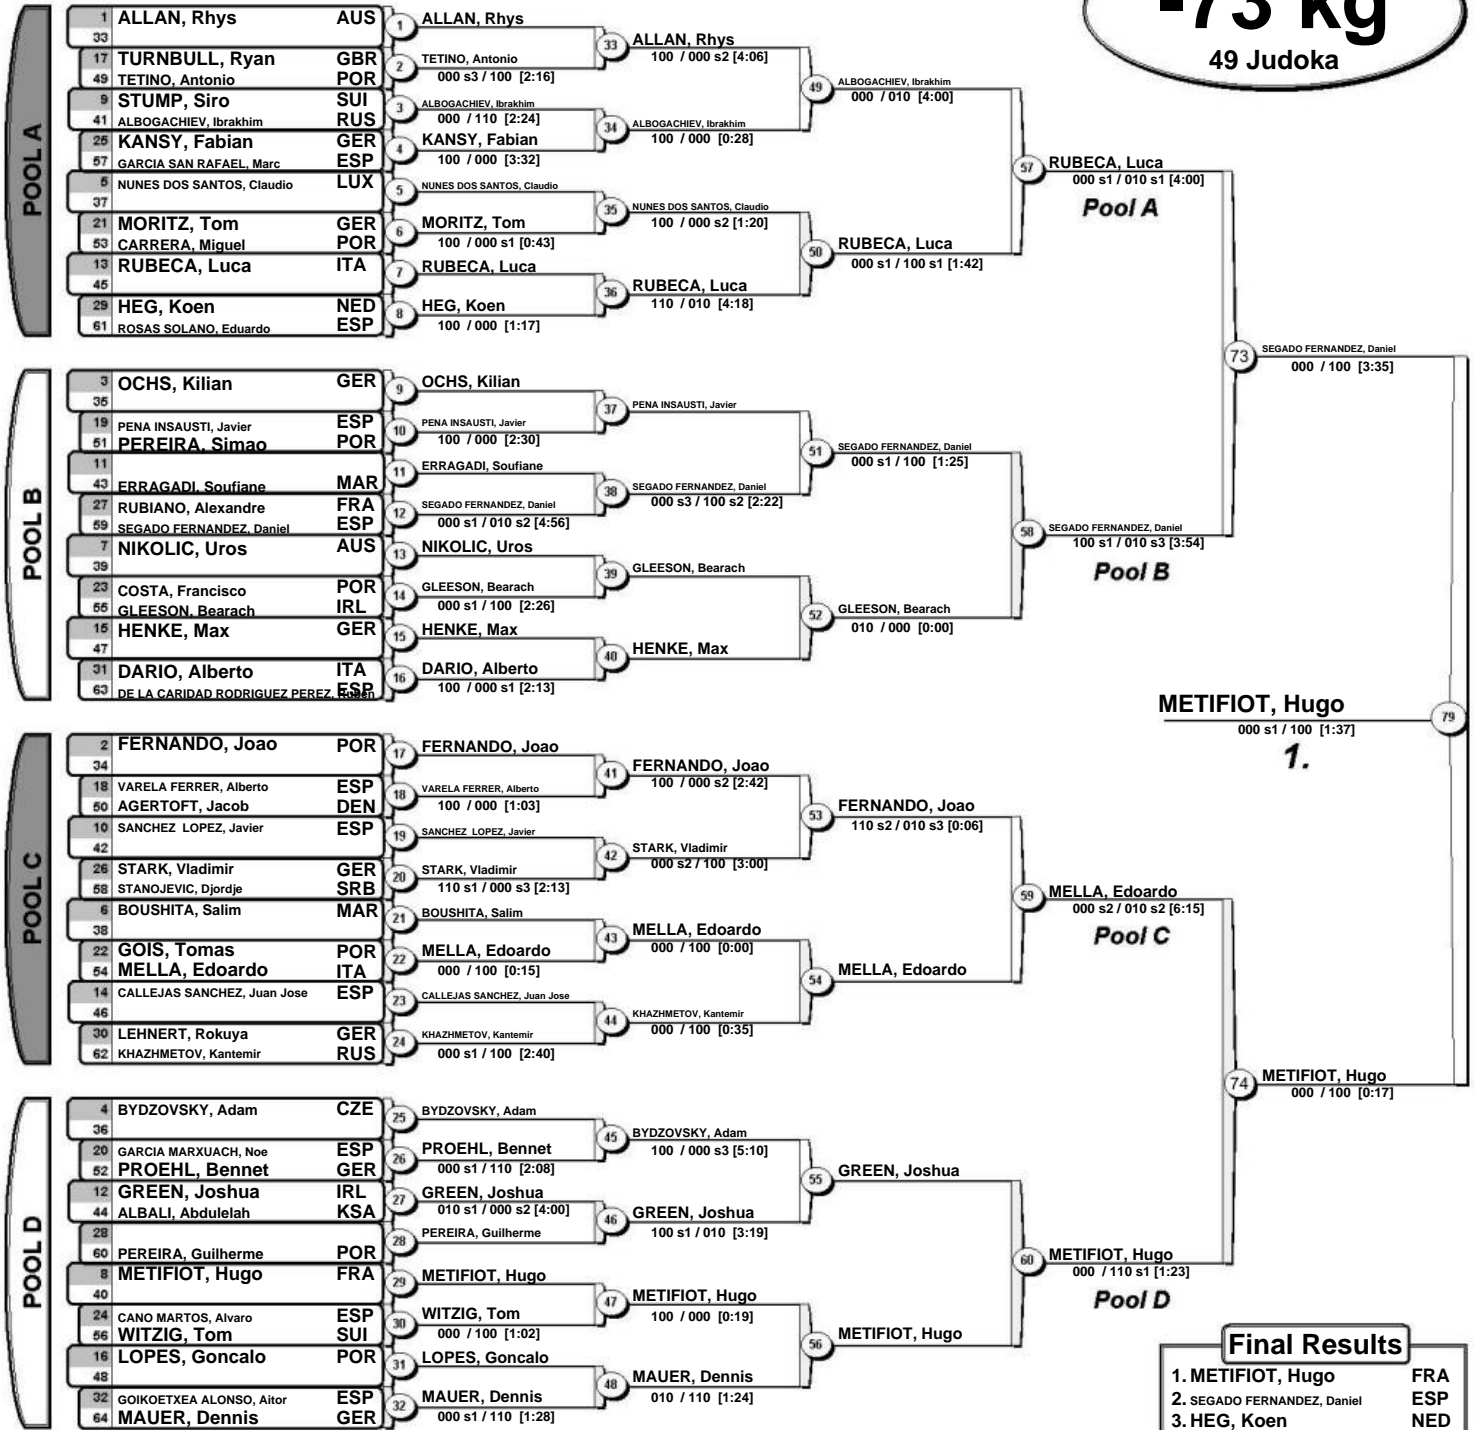 -73 kg
49 Judoka
POOL A
1 ALLAN, Rhys AUS
33
17 TURNBULL, Ryan GBR
49 TETINO, Antonio POR
9 STUMP, Siro SUI
41 ALBOGACHIEV, Ibrakhim RUS
25 KANSY, Fabian GER
57 GARCIA SAN RAFAEL, Marc ESP
5 NUNES DOS SANTOS, Claudio LUX
37
21 MORITZ, Tom GER
53 CARRERA, Miguel POR
13 RUBECA, Luca ITA
45
29 HEG, Koen NED
61 ROSAS SOLANO, Eduardo ESP
1 ALLAN, Rhys
2 TETINO, Antonio
000 s3 / 100 [2:16]
3 ALBOGACHIEV, Ibrakhim
000 / 110 [2:24]
4 KANSY, Fabian
100 / 000 [3:32]
5 NUNES DOS SANTOS, Claudio
6 MORITZ, Tom
100 / 000 s1 [0:43]
7 RUBECA, Luca
8 HEG, Koen
100 / 000 [1:17]
33 ALLAN, Rhys
100 / 000 s2 [4:06]
34 ALBOGACHIEV, Ibrakhim
100 / 000 [0:28]
35 NUNES DOS SANTOS, Claudio
100 / 000 s2 [1:20]
36 RUBECA, Luca
110 / 010 [4:18]
49 ALBOGACHIEV, Ibrakhim
000 / 010 [4:00]
50 RUBECA, Luca
000 s1 / 100 s1 [1:42]
57 RUBECA, Luca
000 s1 / 010 s1 [4:00]
Pool A
POOL B
3 OCHS, Kilian GER
35
19 PENA INSAUSTI, Javier ESP
51 PEREIRA, Simao POR
11
43 ERRAGADI, Soufiane MAR
27 RUBIANO, Alexandre FRA
59 SEGADO FERNANDEZ, Daniel ESP
7 NIKOLIC, Uros AUS
39
23 COSTA, Francisco POR
55 GLEESON, Bearach IRL
15 HENKE, Max GER
47
31 DARIO, Alberto ITA
63 DE LA CARIDAD RODRIGUEZ PEREZ, Ruben ESP
9 OCHS, Kilian
10 PENA INSAUSTI, Javier
100 / 000 [2:30]
11 ERRAGADI, Soufiane
12 SEGADO FERNANDEZ, Daniel
000 s1 / 010 s2 [4:56]
13 NIKOLIC, Uros
14 GLEESON, Bearach
000 s1 / 100 [2:26]
15 HENKE, Max
16 DARIO, Alberto
100 / 000 s1 [2:13]
37 PENA INSAUSTI, Javier
38 SEGADO FERNANDEZ, Daniel
000 s3 / 100 s2 [2:22]
39 GLEESON, Bearach
40 HENKE, Max
51 SEGADO FERNANDEZ, Daniel
000 s1 / 100 [1:25]
52 GLEESON, Bearach
010 / 000 [0:00]
58 SEGADO FERNANDEZ, Daniel
100 s1 / 010 s3 [3:54]
Pool B
73 SEGADO FERNANDEZ, Daniel
000 / 100 [3:35]
METIFIOT, Hugo 79
000 s1 / 100 [1:37]
1.
POOL C
2 FERNANDO, Joao POR
34
18 VARELA FERRER, Alberto ESP
50 AGERTOFT, Jacob DEN
10 SANCHEZ LOPEZ, Javier ESP
42
26 STARK, Vladimir GER
58 STANOJEVIC, Djordje SRB
6 BOUSHITA, Salim MAR
38
22 GOIS, Tomas POR
54 MELLA, Edoardo ITA
14 CALLEJAS SANCHEZ, Juan Jose ESP
46
30 LEHNERT, Rokuya GER
62 KHAZHMETOV, Kantemir RUS
17 FERNANDO, Joao
18 VARELA FERRER, Alberto
100 / 000 [1:03]
19 SANCHEZ LOPEZ, Javier
20 STARK, Vladimir
110 s1 / 000 s3 [2:13]
21 BOUSHITA, Salim
22 MELLA, Edoardo
000 / 100 [0:15]
23 CALLEJAS SANCHEZ, Juan Jose
24 KHAZHMETOV, Kantemir
000 s1 / 100 [2:40]
41 FERNANDO, Joao
100 / 000 s2 [2:42]
42 STARK, Vladimir
000 s2 / 100 [3:00]
43 MELLA, Edoardo
000 / 100 [0:00]
44 KHAZHMETOV, Kantemir
000 / 100 [0:35]
53 FERNANDO, Joao
110 s2 / 010 s3 [0:06]
54 MELLA, Edoardo
59 MELLA, Edoardo
000 s2 / 010 s2 [6:15]
Pool C
74 METIFIOT, Hugo
000 / 100 [0:17]
POOL D
4 BYDZOVSKY, Adam CZE
36
20 GARCIA MARXUACH, Noe ESP
52 PROEHL, Bennet GER
12 GREEN, Joshua IRL
44 ALBALI, Abdulelah KSA
28
60 PEREIRA, Guilherme POR
8 METIFIOT, Hugo FRA
40
24 CANO MARTOS, Alvaro ESP
56 WITZIG, Tom SUI
16 LOPES, Goncalo POR
48
32 GOIKOETXEA ALONSO, Aitor ESP
64 MAUER, Dennis GER
25 BYDZOVSKY, Adam
26 PROEHL, Bennet
000 s1 / 110 [2:08]
27 GREEN, Joshua
010 s1 / 000 s2 [4:00]
28 PEREIRA, Guilherme
29 METIFIOT, Hugo
30 WITZIG, Tom
000 / 100 [1:02]
31 LOPES, Goncalo
32 MAUER, Dennis
000 s1 / 110 [1:28]
45 BYDZOVSKY, Adam
100 / 000 s3 [5:10]
46 GREEN, Joshua
100 s1 / 010 [3:19]
47 METIFIOT, Hugo
100 / 000 [0:19]
48 MAUER, Dennis
010 / 110 [1:24]
55 GREEN, Joshua
56 METIFIOT, Hugo
60 METIFIOT, Hugo
000 / 110 s1 [1:23]
Pool D
Final Results
1. METIFIOT, Hugo FRA
2. SEGADO FERNANDEZ, Daniel ESP
3. HEG, Koen NED